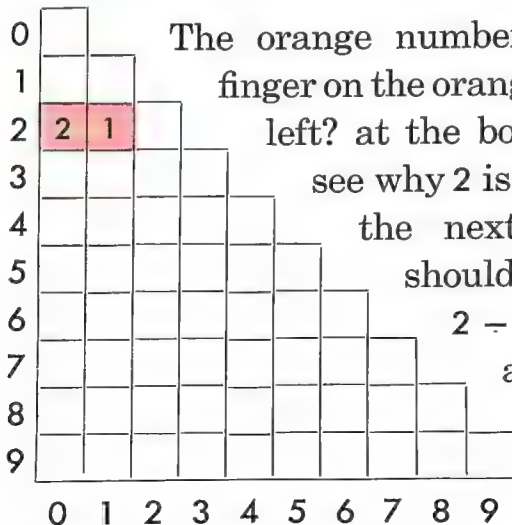 0 The orange number
1 finger on the orang
2 2 1 left? at the bo
3 see why 2 is
4 the next
5 should
6 2 -
7 a
8
9
0 1 2 3 4 5 6 7 8 9